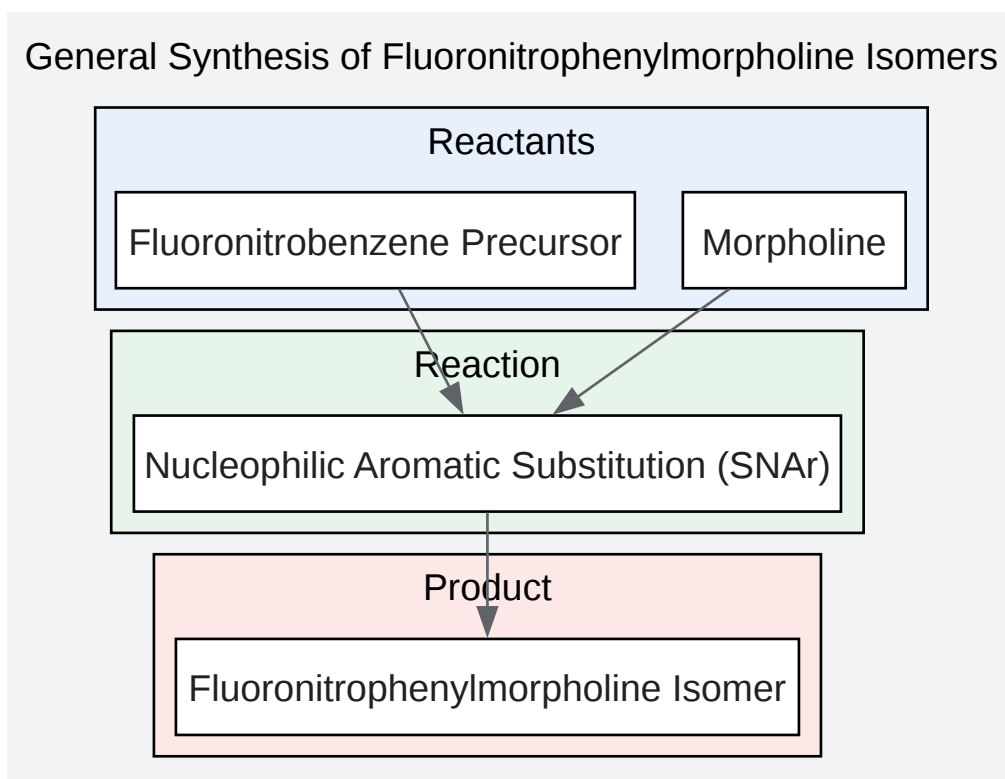 General Synthesis of Fluoronitrophenylmorpholine Isomers
Reactants
Fluoronitrobenzene Precursor
Morpholine
Reaction
Nucleophilic Aromatic Substitution (SNAr)
Product
Fluoronitrophenylmorpholine Isomer